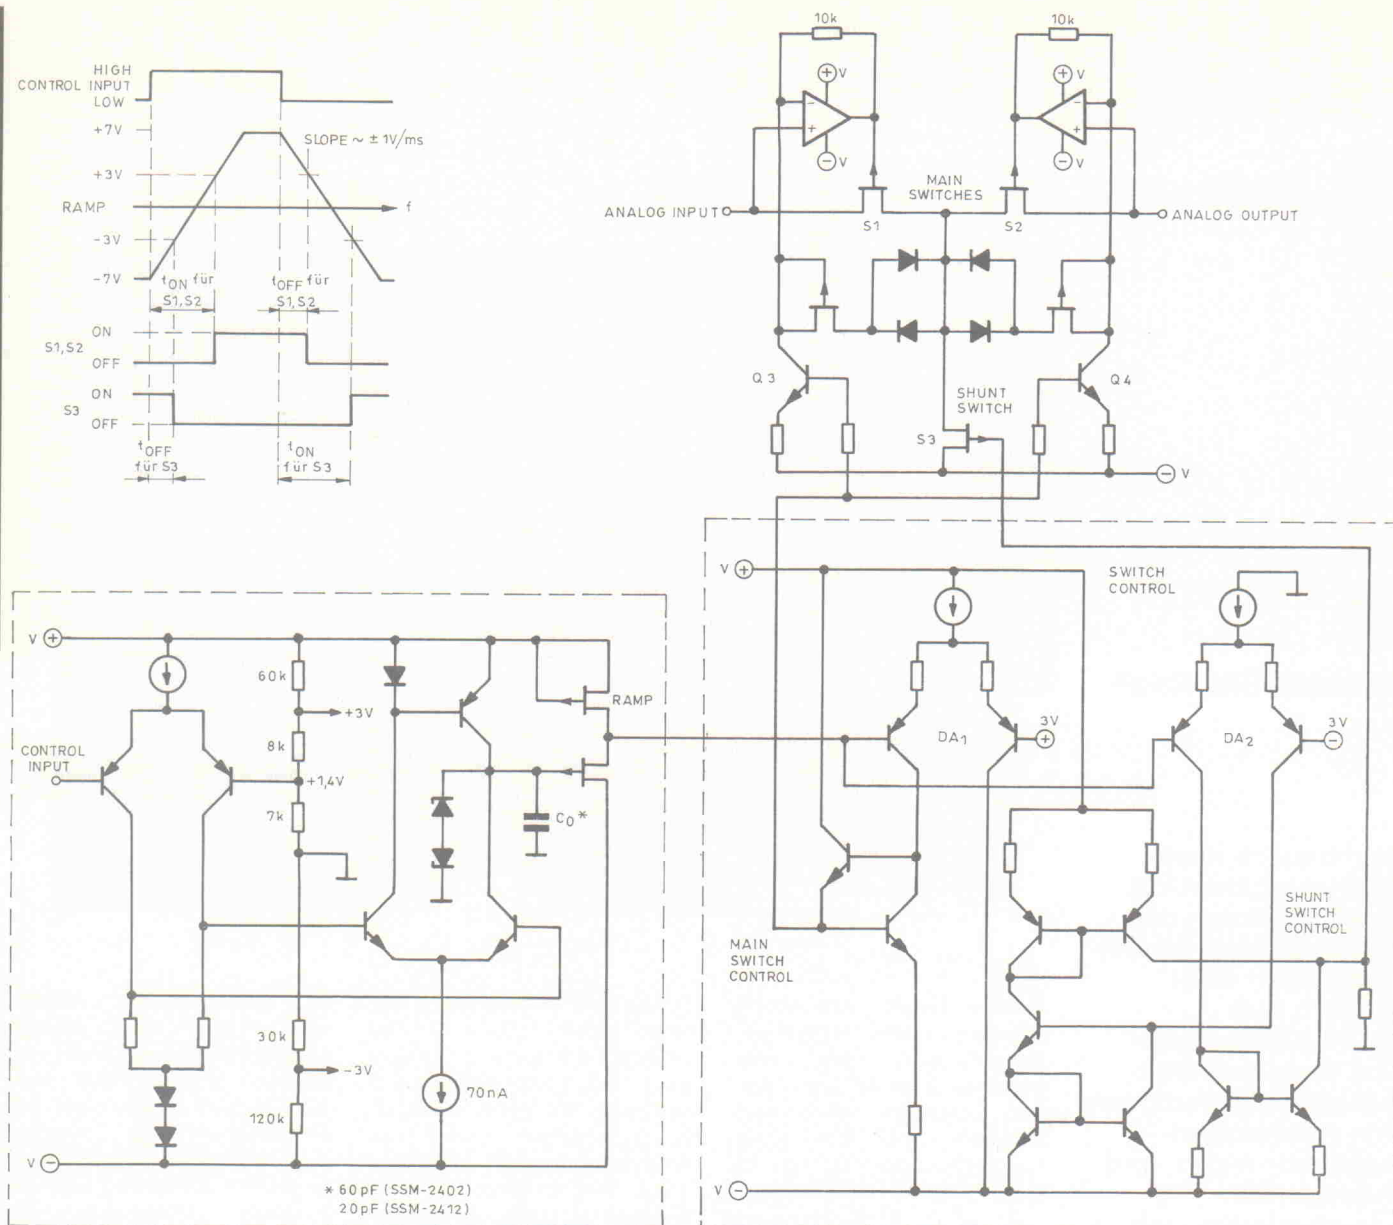 HIGH
CONTROL INPUT
LOW
+7V
SLOPE ~ ± 1V/ms
+3V
RAMP
f
-3V
-7V
tON für
S1,S2
tOFF für
S1,S2
ON
S1,S2
OFF
ON
S3
OFF
tOFF
für S3
tON
für S3
10k
10k
+ V
+ V
-
+
-
+
- V
- V
MAIN
SWITCHES
ANALOG INPUT
S1
S2
ANALOG OUTPUT
Q3
Q4
SHUNT
SWITCH
S3
- V
V +
SWITCH
CONTROL
V +
60k
+3V
RAMP
8k
CONTROL
INPUT
+1,4V
7k
C0*
DA1
3V
+
DA2
3V
-
MAIN
SWITCH
CONTROL
SHUNT
SWITCH
CONTROL
30k
-3V
70nA
120k
V -
V -
* 60pF (SSM-2402)
20pF (SSM-2412)